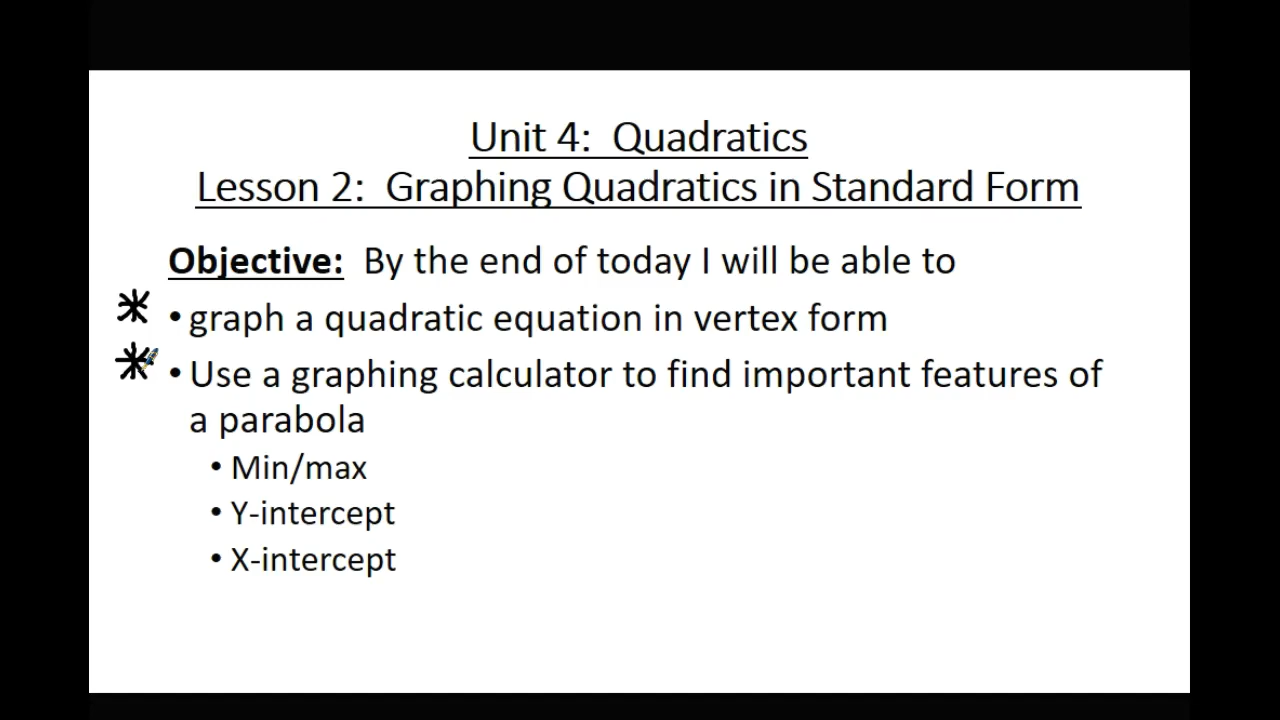 Unit 4:  Quadratics
Lesson 2:  Graphing Quadratics in Standard Form
Objective:  By the end of today I will be able to
• graph a quadratic equation in vertex form
• Use a graphing calculator to find important features of
a parabola
• Min/max
• Y-intercept
• X-intercept